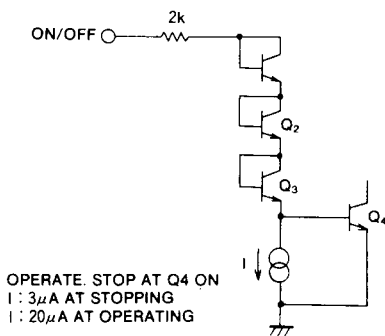 2k
ON/OFF
Q2
Q3
Q4
I
OPERATE. STOP AT Q4 ON
I : 3μA AT STOPPING
I : 20μA AT OPERATING